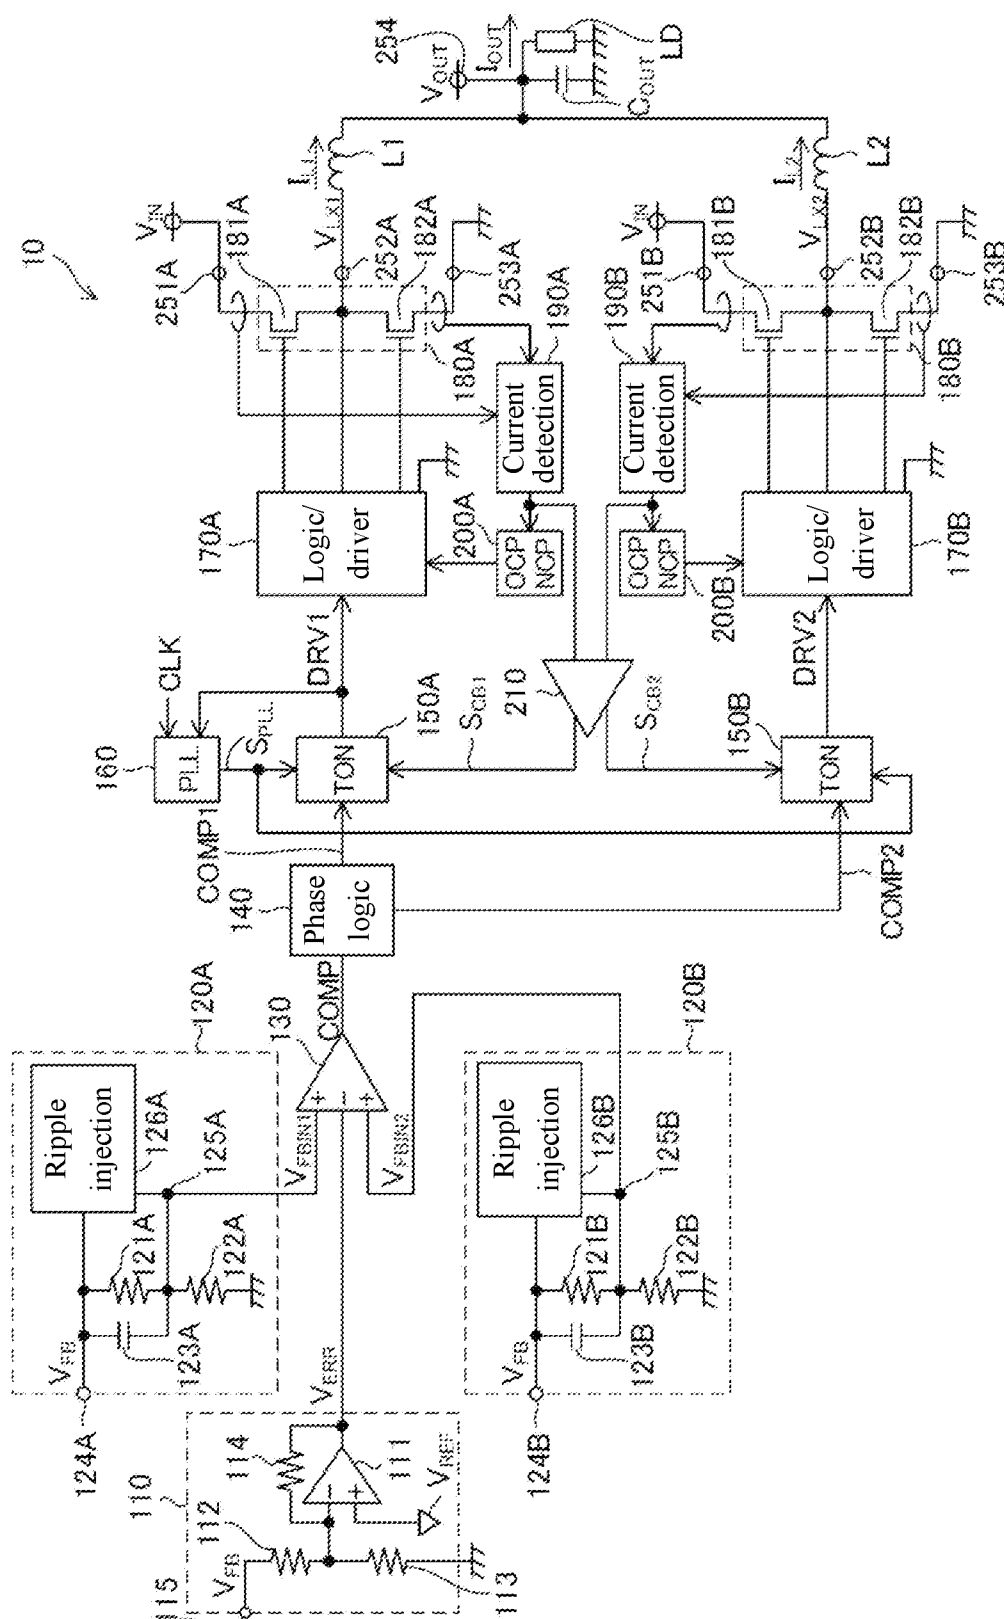 10
115
110
V_FB
112
113
114
111
V_REF
V_ERR
120A
124A
V_FB
123A
121A
122A
Ripple
injection
126A
125A
V_FBIN1
V_FBIN2
130
COMP
120B
124B
V_FB
123B
121B
122B
Ripple
injection
126B
125B
140
Phase
logic
COMP1
COMP2
160
PLL
CLK
S_PLL
TON
150A
DRV1
TON
150B
DRV2
S_CB1
S_CB2
210
170A
Logic/
driver
200A
OCP
NCP
Current
detection
190A
OCP
NCP
200B
Current
detection
190B
Logic/
driver
170B
V_IN
251A
181A
V_LX1
252A
182A
180A
253A
I_L1
L1
V_IN
251B
181B
V_LX2
252B
182B
180B
253B
I_L2
L2
V_OUT
254
I_OUT
LD
C_OUT